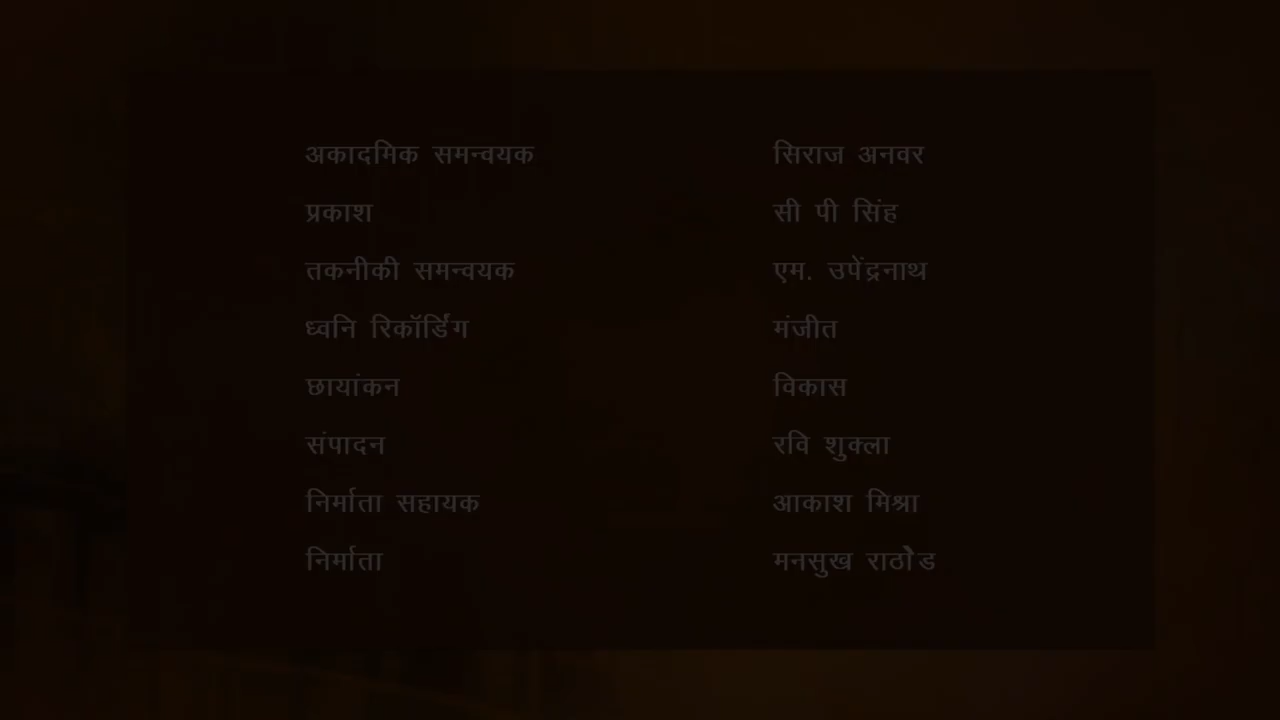 अकादमिक समन्वयक सिराज अनवर
प्रकाश सी पी सिंह
तकनीकी समन्वयक एम. उपेंद्रनाथ
ध्वनि रिकॉर्डिंग मंजीत
छायांकन विकास
संपादन रवि शुक्ला
निर्माता सहायक आकाश मिश्रा
निर्माता मनसुख राठोेड